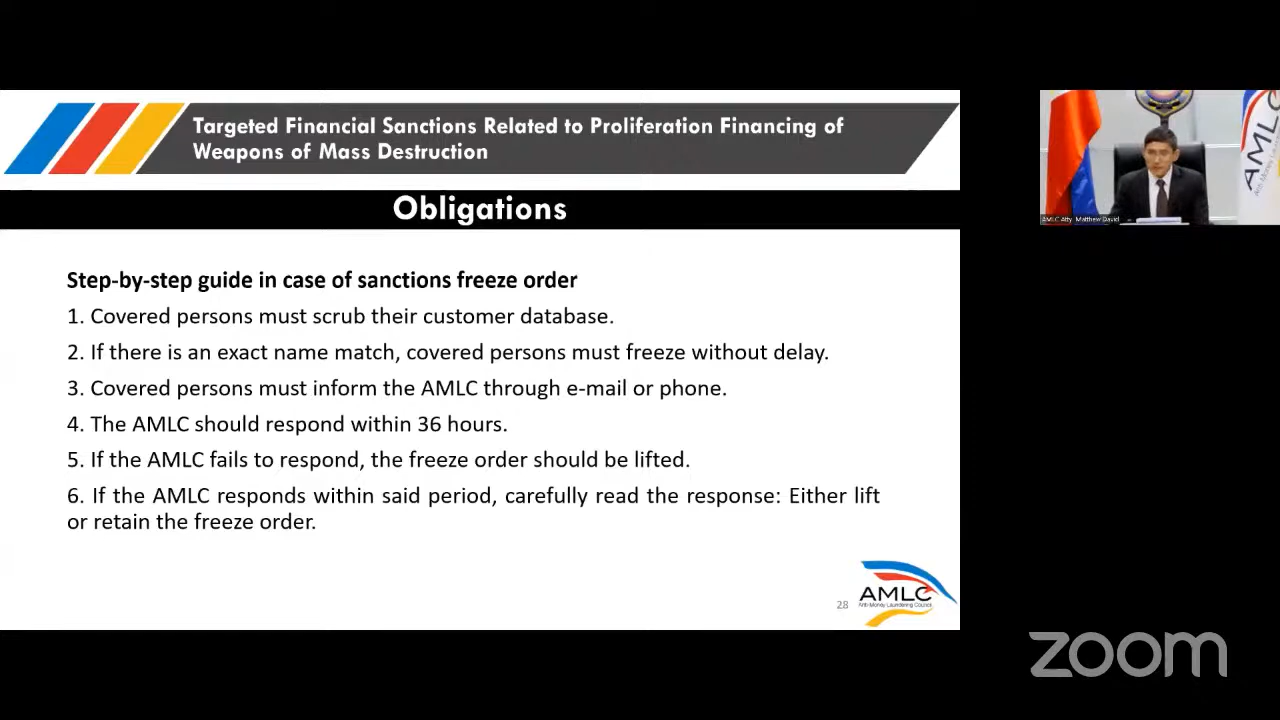 Targeted Financial Sanctions Related to Proliferation Financing of
Weapons of Mass Destruction
Obligations
Step-by-step guide in case of sanctions freeze order
1. Covered persons must scrub their customer database.
2. If there is an exact name match, covered persons must freeze without delay.
3. Covered persons must inform the AMLC through e-mail or phone.
4. The AMLC should respond within 36 hours.
5. If the AMLC fails to respond, the freeze order should be lifted.
6. If the AMLC responds within said period, carefully read the response: Either lift
or retain the freeze order.
28
AMLC
Anti-Money Laundering Council
AMLC
AMLC Atty. Matthew David
zoom